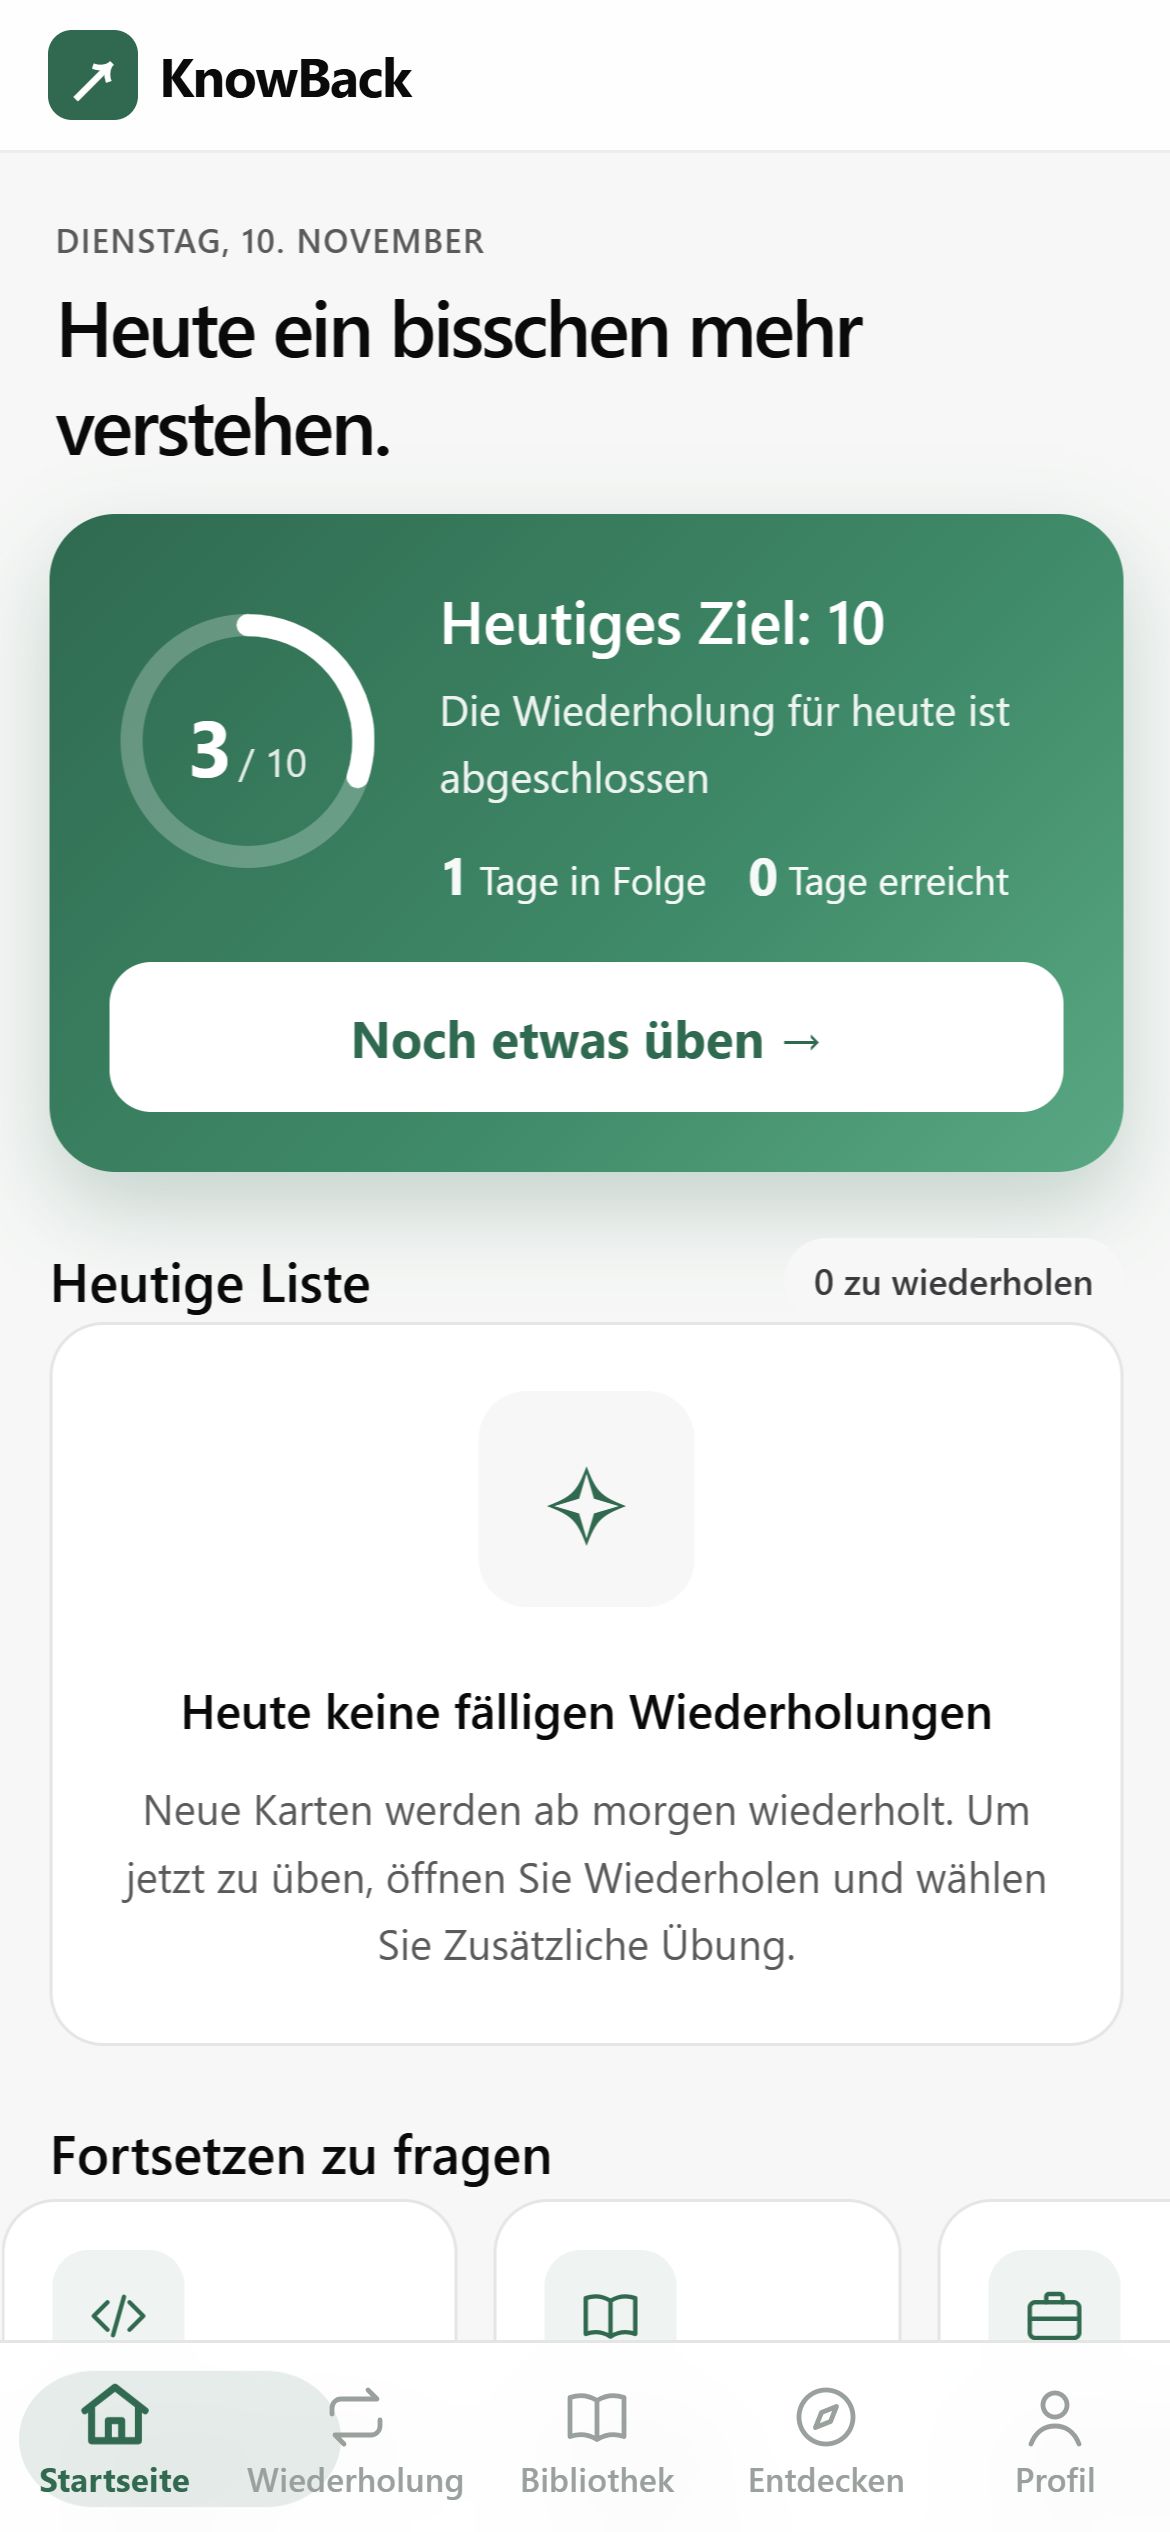 KnowBack
DIENSTAG, 10. NOVEMBER
Heute ein bisschen mehr
verstehen.
3 / 10
Heutiges Ziel: 10
Die Wiederholung für heute ist
abgeschlossen
1 Tage in Folge 0 Tage erreicht
Noch etwas üben →
Heutige Liste
0 zu wiederholen
Heute keine fälligen Wiederholungen
Neue Karten werden ab morgen wiederholt. Um
jetzt zu üben, öffnen Sie Wiederholen und wählen
Sie Zusätzliche Übung.
Fortsetzen zu fragen
Startseite
Wiederholung
Bibliothek
Entdecken
Profil